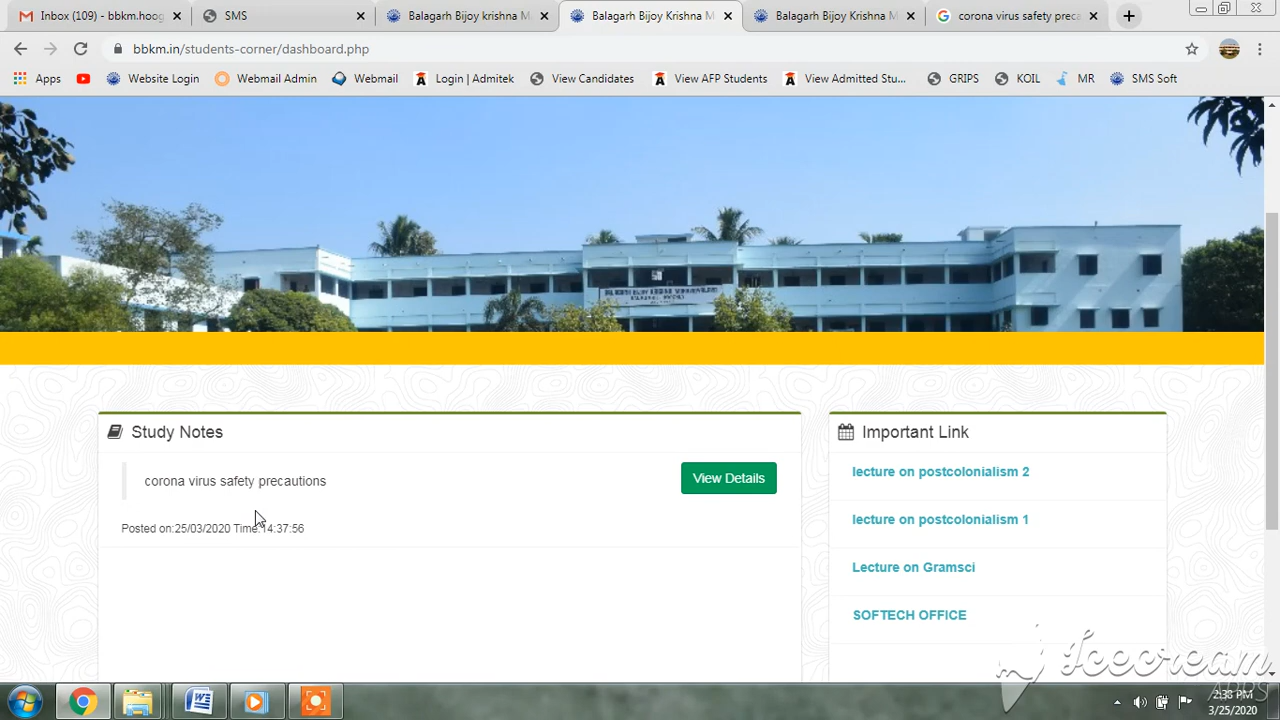 Inbox (109) - bbkm.hoog
SMS
Balagarh Bijoy krishna M
Balagarh Bijoy Krishna M
Balagarh Bijoy Krishna M
corona virus safety preca
bbkm.in/students-corner/dashboard.php
Apps
Website Login
Webmail Admin
Webmail
Login | Admitek
View Candidates
View AFP Students
View Admitted Stu...
GRIPS
KOIL
MR
SMS Soft
Study Notes
corona virus safety precautions
View Details
Posted on:25/03/2020 Time:14:37:56
Important Link
lecture on postcolonialism 2
lecture on postcolonialism 1
Lecture on Gramsci
SOFTECH OFFICE
Icecream
APPS
2:38 PM
3/25/2020